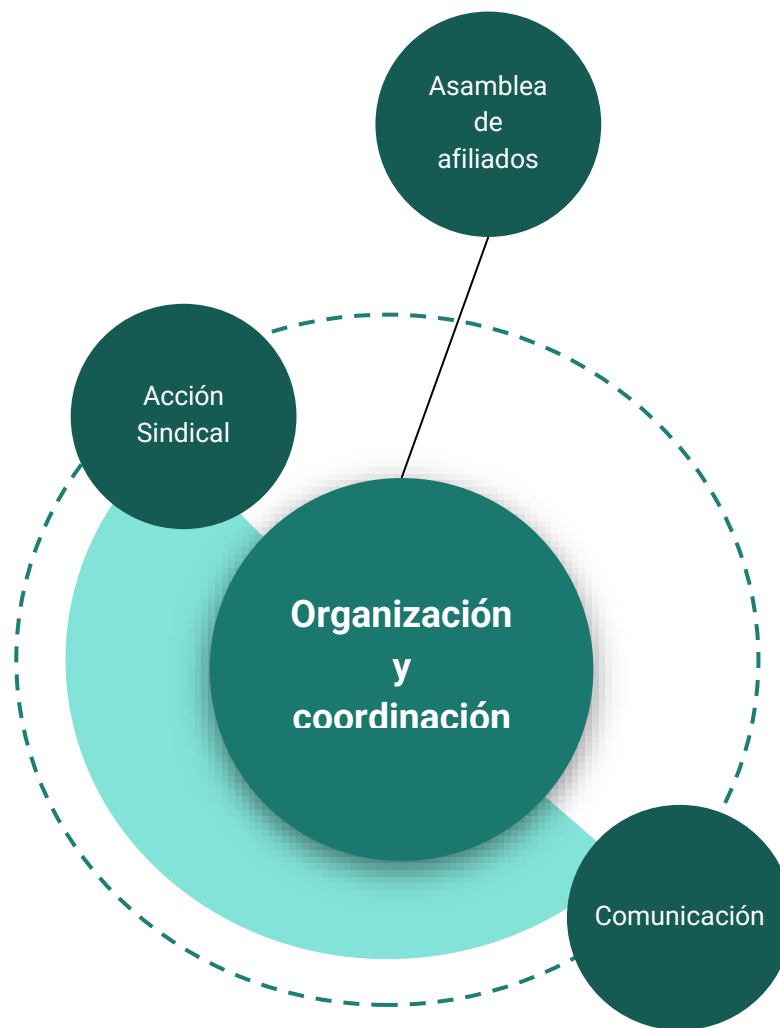 Asamblea
de
afiliados
Acción
Sindical
Organización
y
coordinación
Comunicación